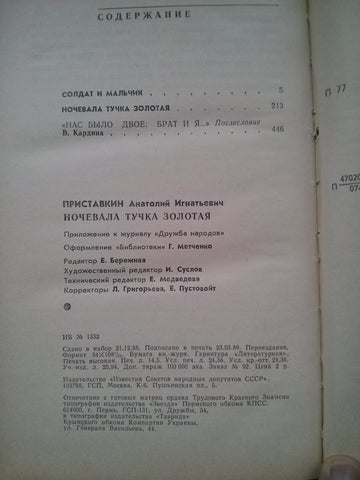 СОДЕРЖАНИЕ
СОЛДАТ И МАЛЬЧИК 5
НОЧЕВАЛА ТУЧКА ЗОЛОТАЯ 213
«НАС БЫЛО ДВОЕ: БРАТ И Я...» Послесловие
В. Кардина 446
П 77
47020
П
074
ПРИСТАВКИН Анатолий Игнатьевич
НОЧЕВАЛА ТУЧКА ЗОЛОТАЯ
Приложение к журналу «Дружба народов»
Оформление «Библиотеки» Г. Метченко
Редактор Е. Бережная
Художественный редактор И. Суслов
Технический редактор Е. Медведева
Корректоры Л. Григорьева, Е. Пустовойт
ИБ № 1332
Сдано в набор 21.12.88. Подписано в печать 23.03.89. Переиздание.
Формат 84Х108 Бумага кн.-журн. Гарнитура «Литературная».
Печать высокая. Печ. л. 14,5. Усл. печ. л. 24,36. Усл. кр.-отт. 24,36.
Уч.-изд. л. 25,94. Доп. тираж 100 000 экз. Заказ № 92. Цена 2 р.
Издательство «Известия Советов народных депутатов СССР»,
103798, ГСП, Москва, К-6, Пушкинская пл., 5.
Отпечатано с готовых матриц ордена Трудового Красного Знамени
типографии издательства «Звезда» Пермского обкома КПСС.
614000, г. Пермь, ГСП-131, ул. Дружбы, 34,
в типографии издательства «Таврида»
Крымского обкома Компартии Украины,
ул. Генерала Васильева, 44.